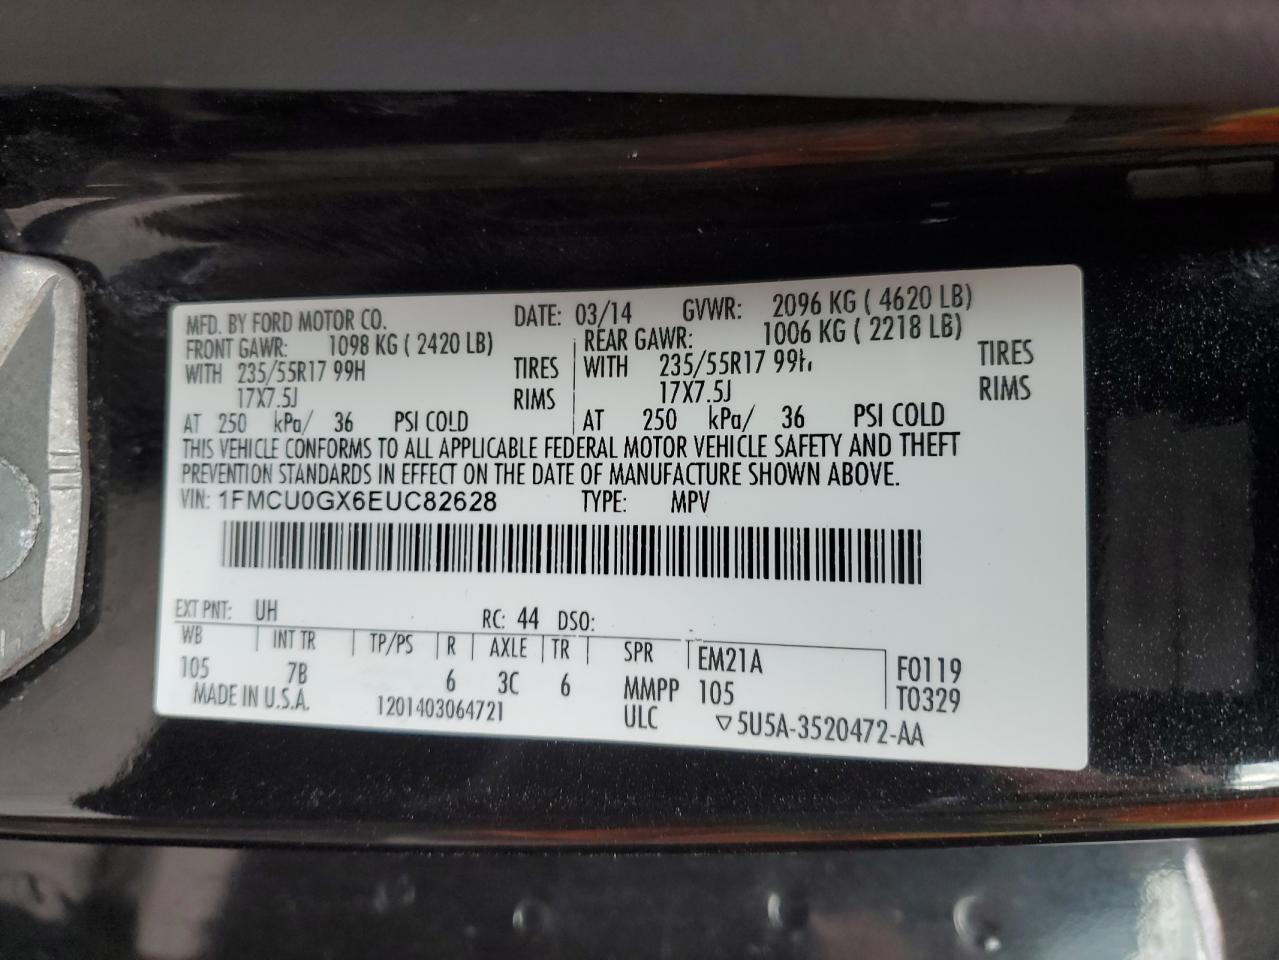 MFD. BY FORD MOTOR CO. DATE: 03/14 GVWR: 2096 KG ( 4620 LB)
FRONT GAWR: 1098 KG ( 2420 LB) REAR GAWR: 1006 KG ( 2218 LB)
WITH 235/55R17 99H TIRES WITH 235/55R17 99H TIRES
17X7.5J RIMS 17X7.5J RIMS
AT 250 kPa/ 36 PSI COLD AT 250 kPa/ 36 PSI COLD
THIS VEHICLE CONFORMS TO ALL APPLICABLE FEDERAL MOTOR VEHICLE SAFETY AND THEFT
PREVENTION STANDARDS IN EFFECT ON THE DATE OF MANUFACTURE SHOWN ABOVE.
VIN: 1FMCU0GX6EUC82628 TYPE: MPV
EXT PNT: UH RC: 44 DSO:
WB INT TR TP/PS R AXLE TR SPR EM21A F0119
105 7B 6 3C 6 MMPP 105 T0329
MADE IN U.S.A. 1201403064721 ULC ▽5U5A-3520472-AA